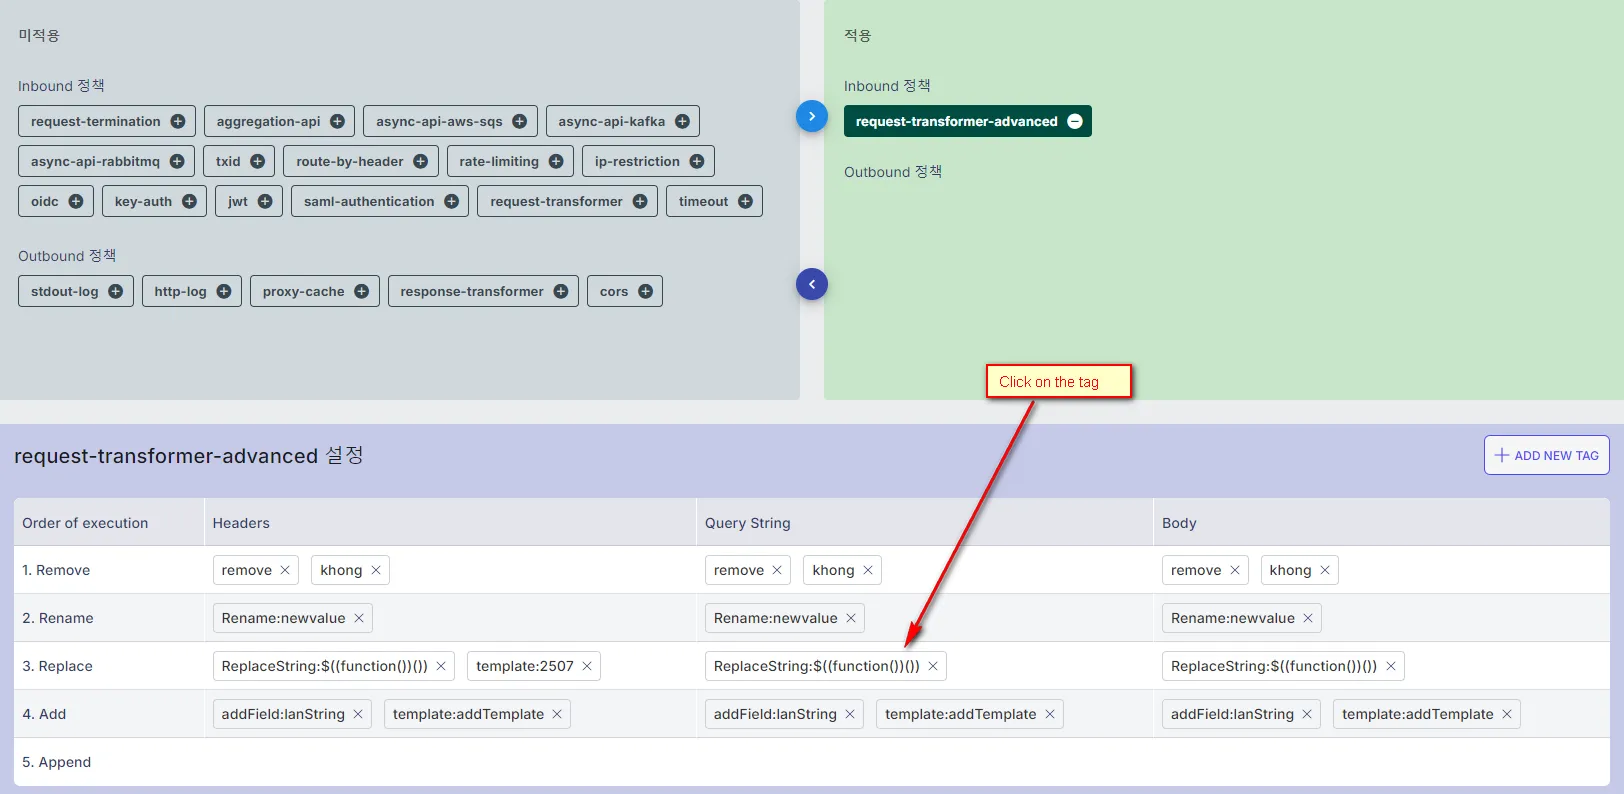 미적용
Inbound 정책
request-termination
aggregation-api
async-api-aws-sqs
async-api-kafka
async-api-rabbitmq
txid
route-by-header
rate-limiting
ip-restriction
oidc
key-auth
jwt
saml-authentication
request-transformer
timeout
Outbound 정책
stdout-log
http-log
proxy-cache
response-transformer
cors
적용
Inbound 정책
request-transformer-advanced
Outbound 정책
Click on the tag
request-transformer-advanced 설정
ADD NEW TAG
Order of execution Headers Query String Body
1. Remove remove khong remove khong remove khong
2. Rename Rename:newvalue Rename:newvalue Rename:newvalue
3. Replace ReplaceString:$((function())()) template:2507 ReplaceString:$((function())()) ReplaceString:$((function())())
4. Add addField:lanString template:addTemplate addField:lanString template:addTemplate addField:lanString template:addTemplate
5. Append